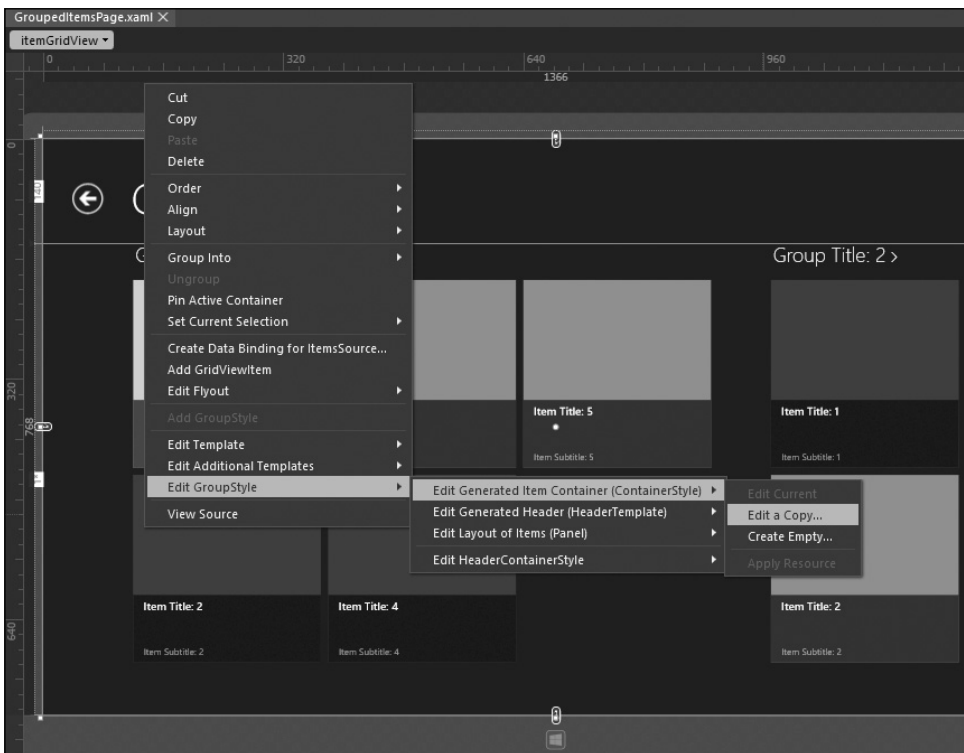 GroupedItemsPage.xaml
itemGridView
0 320 640 960
1366
Cut
Copy
Paste
Delete
Order
Align
Layout
Group Into
Ungroup
Pin Active Container
Set Current Selection
Create Data Binding for ItemsSource...
Add GridViewItem
Edit Flyout
Add GroupStyle
Edit Template
Edit Additional Templates
Edit GroupStyle
View Source
Edit Generated Item Container (ContainerStyle)
Edit Generated Header (HeaderTemplate)
Edit Layout of Items (Panel)
Edit HeaderContainerStyle
Edit Current
Edit a Copy...
Create Empty...
Apply Resource
0
140
320
768
640
G
Group Title: 2
Item Title: 5
Item Subtitle: 5
Item Title: 1
Item Subtitle: 1
Item Title: 2
Item Subtitle: 2
Item Title: 4
Item Subtitle: 4
Item Title: 2
Item Subtitle: 2